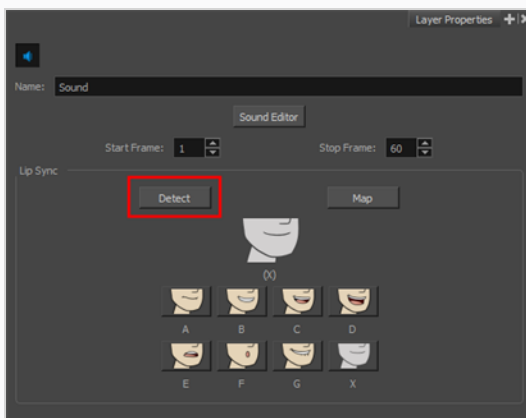 Layer Properties
Name: Sound
Sound Editor
Start Frame: 1 Stop Frame: 60
Lip Sync
Detect Map
(X)
A B C D
E F G X